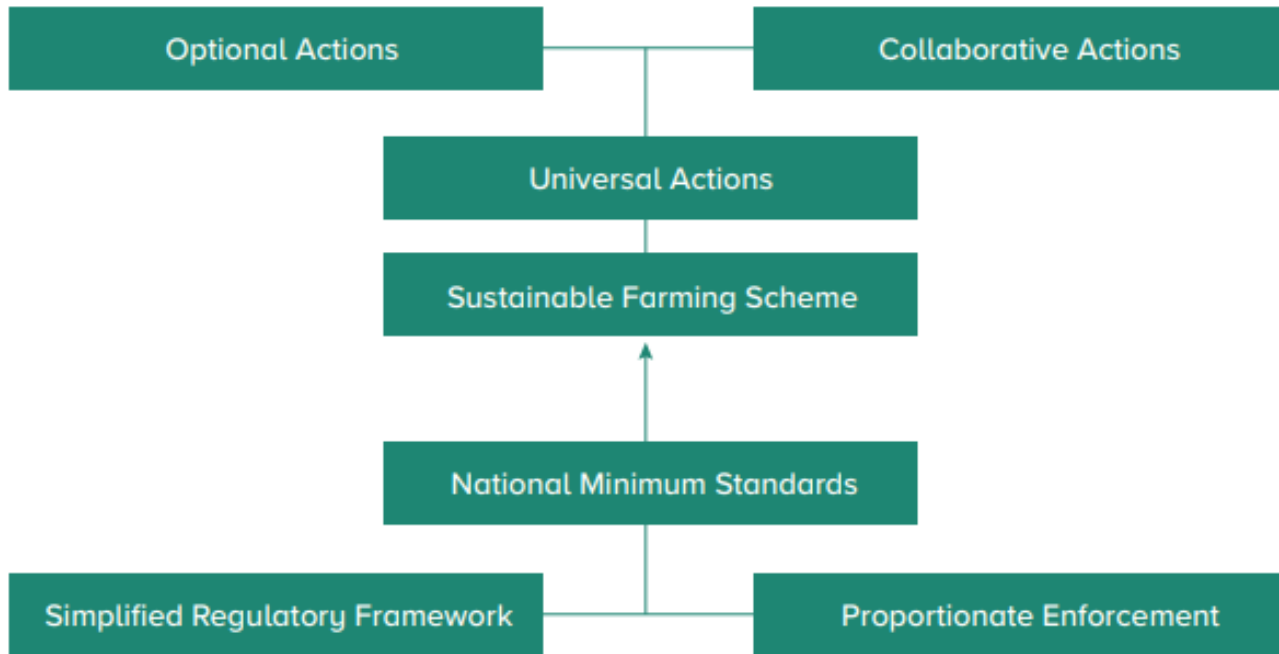 Optional Actions
Collaborative Actions
Universal Actions
Sustainable Farming Scheme
National Minimum Standards
Simplified Regulatory Framework
Proportionate Enforcement